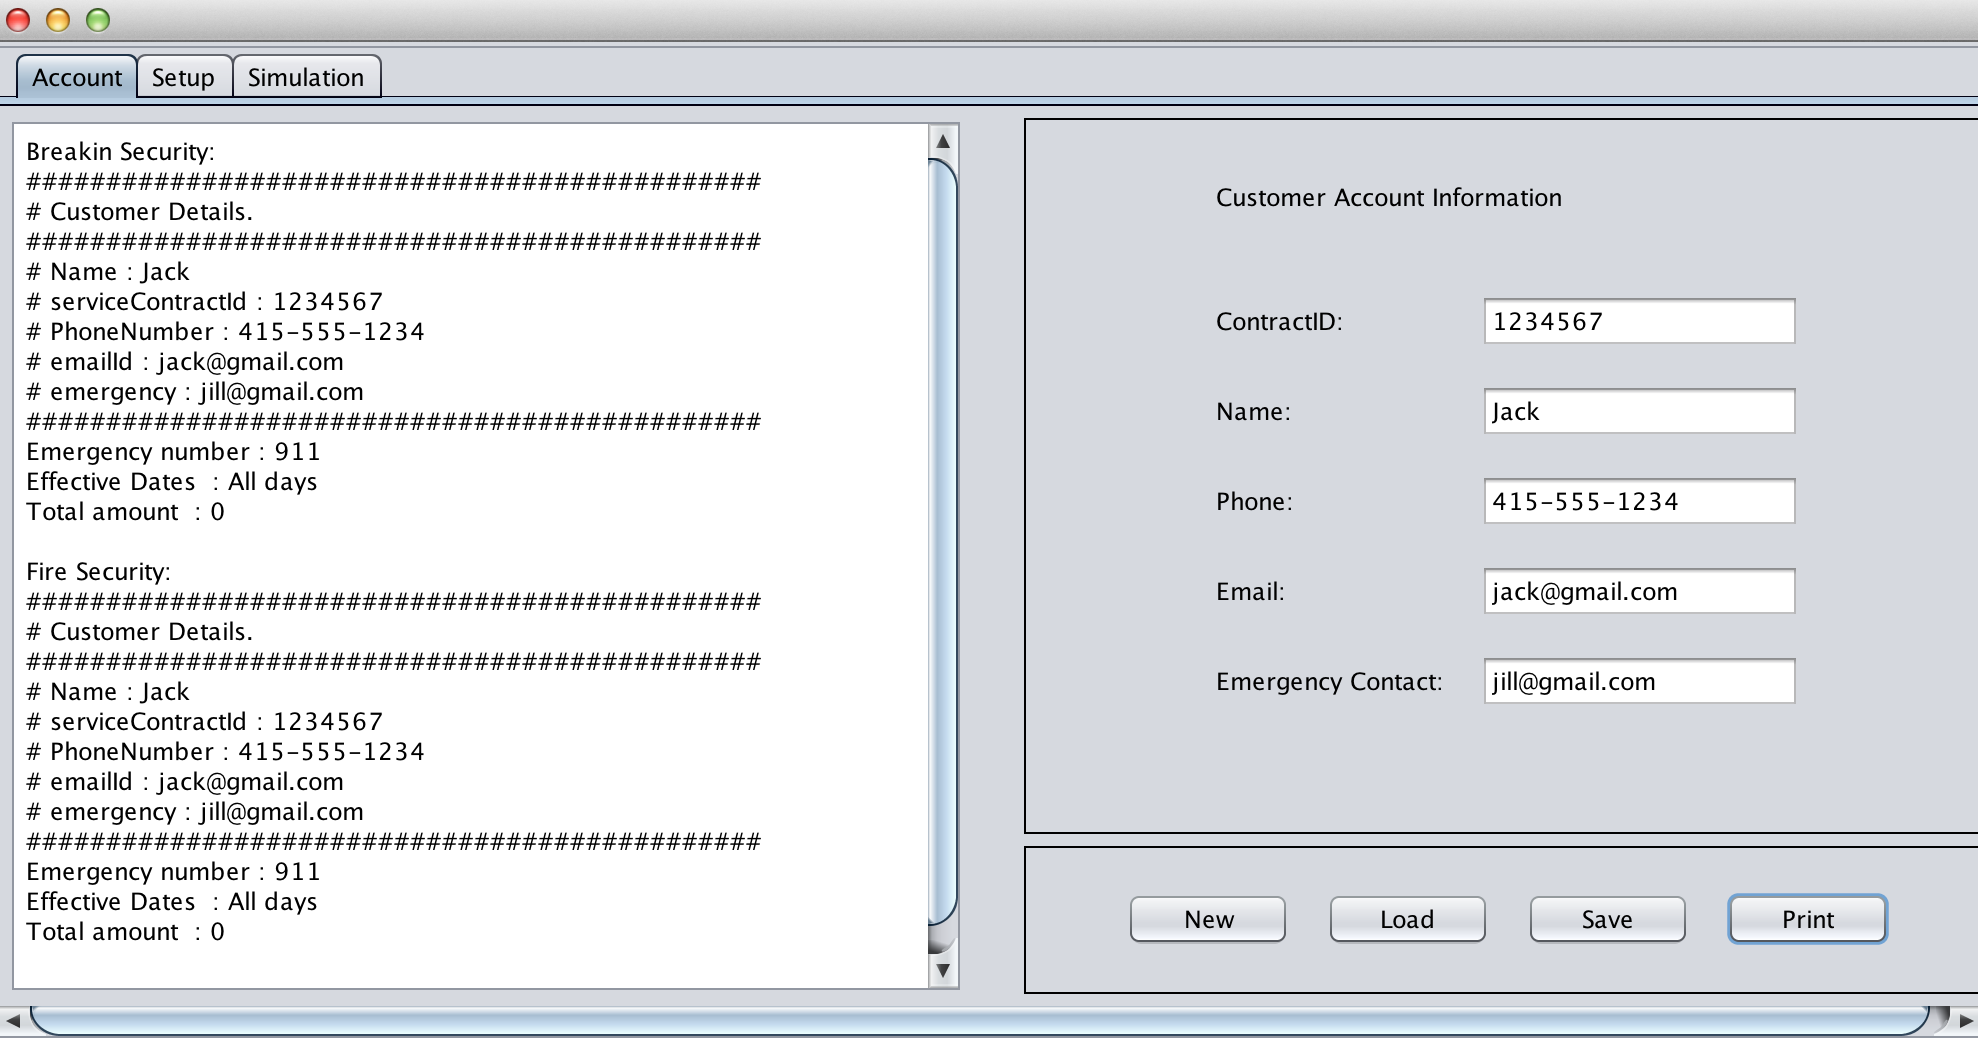 Account Setup Simulation
Breakin Security:
##############################################
# Customer Details.
##############################################
# Name : Jack
# serviceContractId : 1234567
# PhoneNumber : 415-555-1234
# emailId : jack@gmail.com
# emergency : jill@gmail.com
##############################################
Emergency number : 911
Effective Dates  : All days
Total amount  : 0
Fire Security:
##############################################
# Customer Details.
##############################################
# Name : Jack
# serviceContractId : 1234567
# PhoneNumber : 415-555-1234
# emailId : jack@gmail.com
# emergency : jill@gmail.com
##############################################
Emergency number : 911
Effective Dates  : All days
Total amount  : 0
Customer Account Information
ContractID: 1234567
Name: Jack
Phone: 415-555-1234
Email: jack@gmail.com
Emergency Contact: jill@gmail.com
New Load Save Print